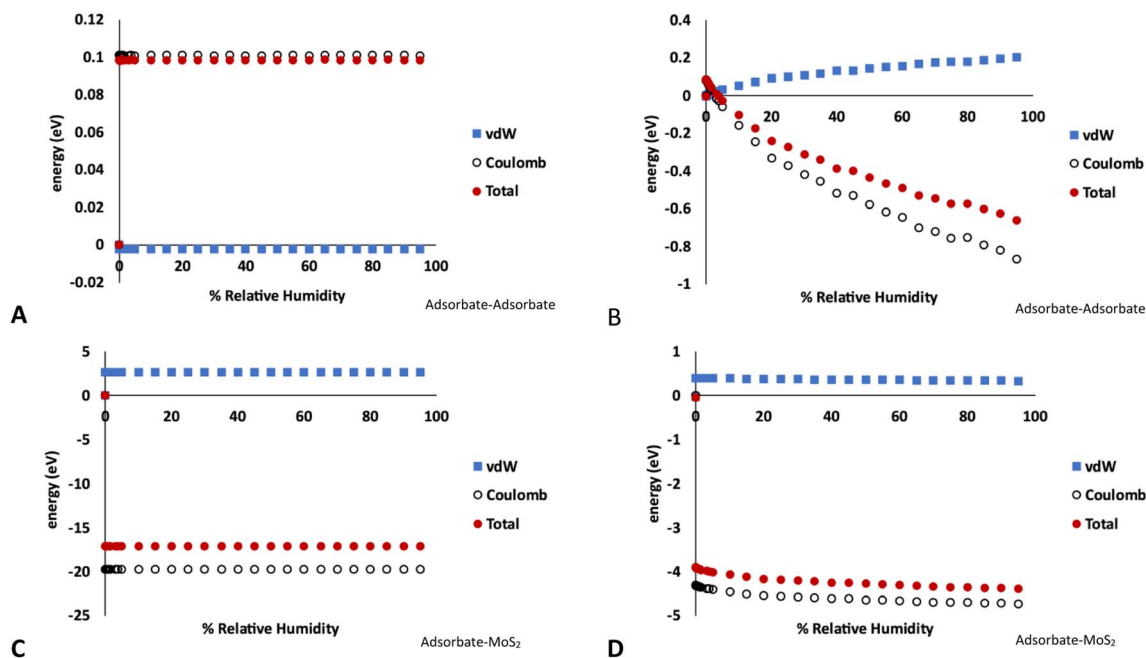 0.12
0.1
0.08
0.06
0.04
0.02
0
-0.02
energy (eV)
0 20 40 60 80 100
% Relative Humidity
vdW
Coulomb
Total
A
Adsorbate-Adsorbate
0.4
0.2
0
-0.2
-0.4
-0.6
-0.8
-1
energy (eV)
0 20 40 60 80 100
% Relative Humidity
vdW
Coulomb
Total
B
Adsorbate-Adsorbate
5
0
-5
-10
-15
-20
-25
energy (eV)
0 20 40 60 80 100
% Relative Humidity
vdW
Coulomb
Total
C
Adsorbate-MoS₂
1
0
-1
-2
-3
-4
-5
energy (eV)
0 20 40 60 80 100
% Relative Humidity
vdW
Coulomb
Total
D
Adsorbate-MoS₂